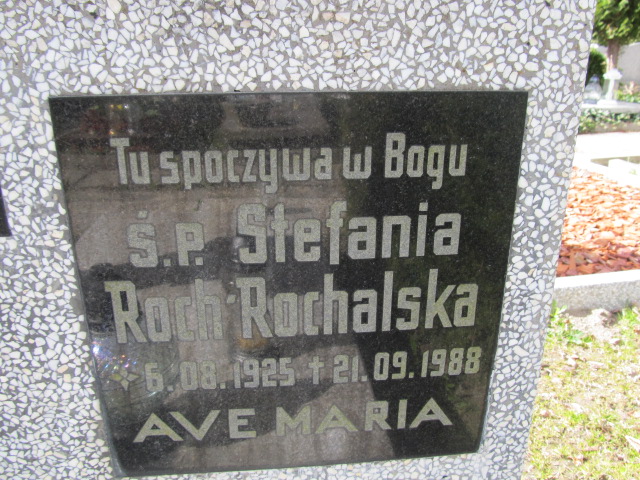 Tu spoczywa w Bogu
ś.p. Stefania
Roch-Rochalska
* 6.08.1925 † 21.09.1988
AVE MARIA